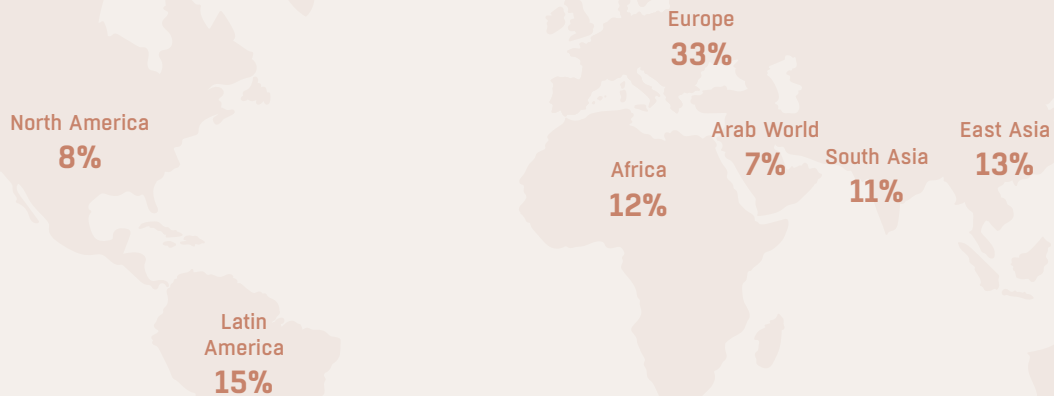 Europe
33%
North America
8%
Arab World
7%
East Asia
13%
South Asia
11%
Africa
12%
Latin
America
15%